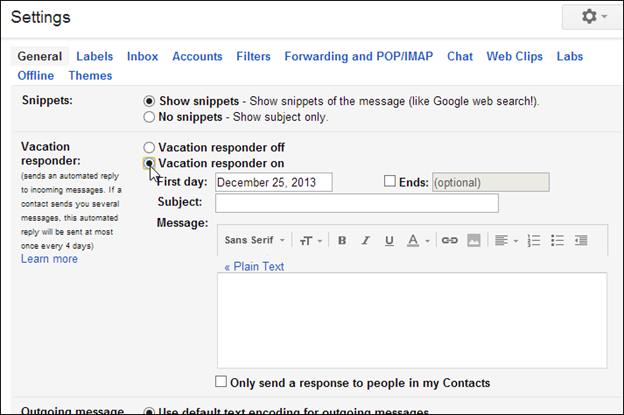 Settings
General Labels Inbox Accounts Filters Forwarding and POP/IMAP Chat Web Clips Labs
Offline Themes
Snippets:
Show snippets - Show snippets of the message (like Google web search!).
No snippets - Show subject only.
Vacation
responder:
(sends an automated reply
to incoming messages. If a
contact sends you several
messages, this automated
reply will be sent at most
once every 4 days)
Learn more
Vacation responder off
Vacation responder on
First day: December 25, 2013 Ends: (optional)
Subject:
Message:
Sans Serif TT B I U A
« Plain Text
Only send a response to people in my Contacts
Outgoing message
Use default text encoding for outgoing messages